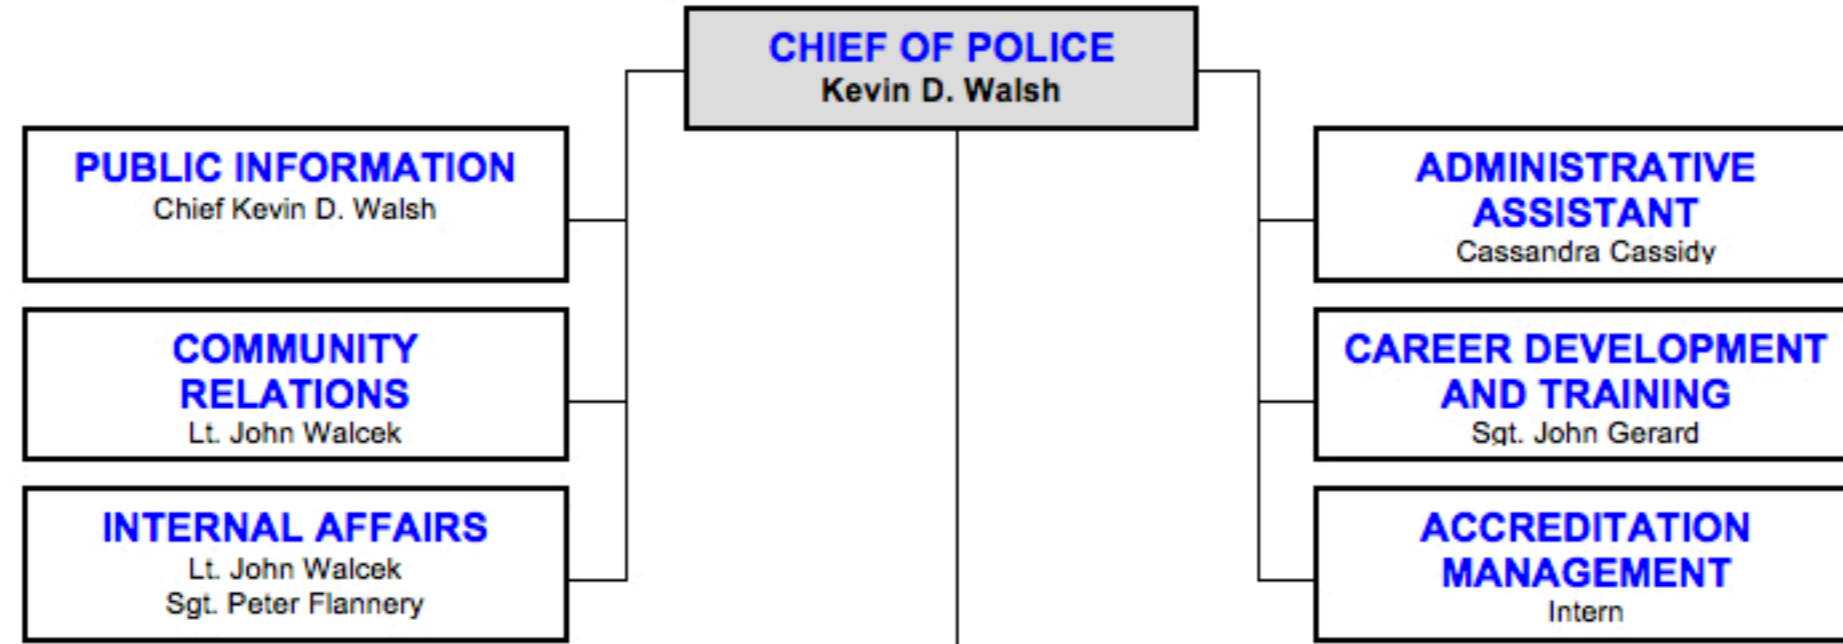 CHIEF OF POLICE
Kevin D. Walsh
PUBLIC INFORMATION
Chief Kevin D. Walsh
COMMUNITY
RELATIONS
Lt. John Walcek
INTERNAL AFFAIRS
Lt. John Walcek
Sgt. Peter Flannery
ADMINISTRATIVE
ASSISTANT
Cassandra Cassidy
CAREER DEVELOPMENT
AND TRAINING
Sgt. John Gerard
ACCREDITATION
MANAGEMENT
Intern